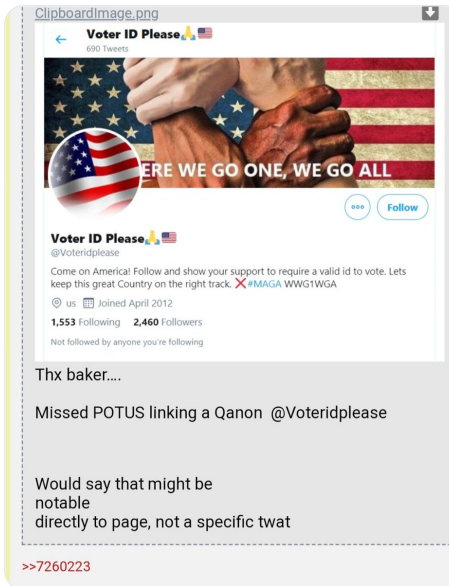 ClipboardImage.png
Voter ID Please🙏🇺🇸
690 Tweets
ERE WE GO ONE, WE GO ALL
Follow
Voter ID Please🙏🇺🇸
@Voteridplease
Come on America! Follow and show your support to require a valid id to vote. Lets
keep this great Country on the right track. ❌#MAGA WWG1WGA
us Joined April 2012
1,553 Following 2,460 Followers
Not followed by anyone you're following
Thx baker....
Missed POTUS linking a Qanon @Voteridplease
Would say that might be
notable
directly to page, not a specific twat
>>7260223